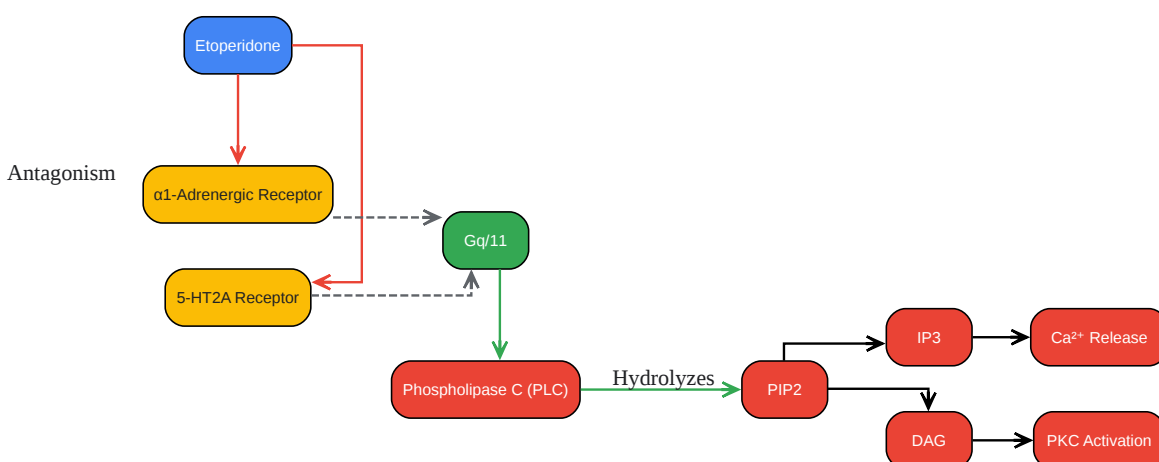 Etoperidone
Antagonism
α1-Adrenergic Receptor
Gq/11
5-HT2A Receptor
IP3
Ca²⁺ Release
Phospholipase C (PLC)
Hydrolyzes
PIP2
DAG
PKC Activation